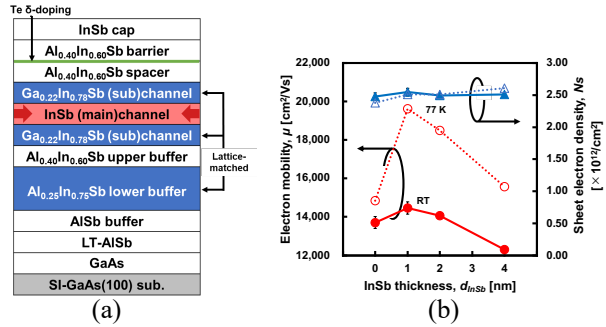 Te δ-doping
InSb cap
Al0.40In0.60Sb barrier
Al0.40In0.60Sb spacer
Ga0.22In0.78Sb (sub)channel
InSb (main)channel
Ga0.22In0.78Sb (sub)channel
Al0.40In0.60Sb upper buffer
Al0.25In0.75Sb lower buffer
AlSb buffer
LT-AlSb
GaAs
SI-GaAs(100) sub.
Lattice-
matched
(a)
Electron mobility, μ [cm²/Vs]
22,000
20,000
18,000
16,000
14,000
12,000
77 K
RT
3.00
2.50
2.00
1.50
1.00
0.50
0.00
Sheet electron density, Ns
[×10¹²/cm²]
0 1 2 3 4
InSb thickness, dInSb [nm]
(b)